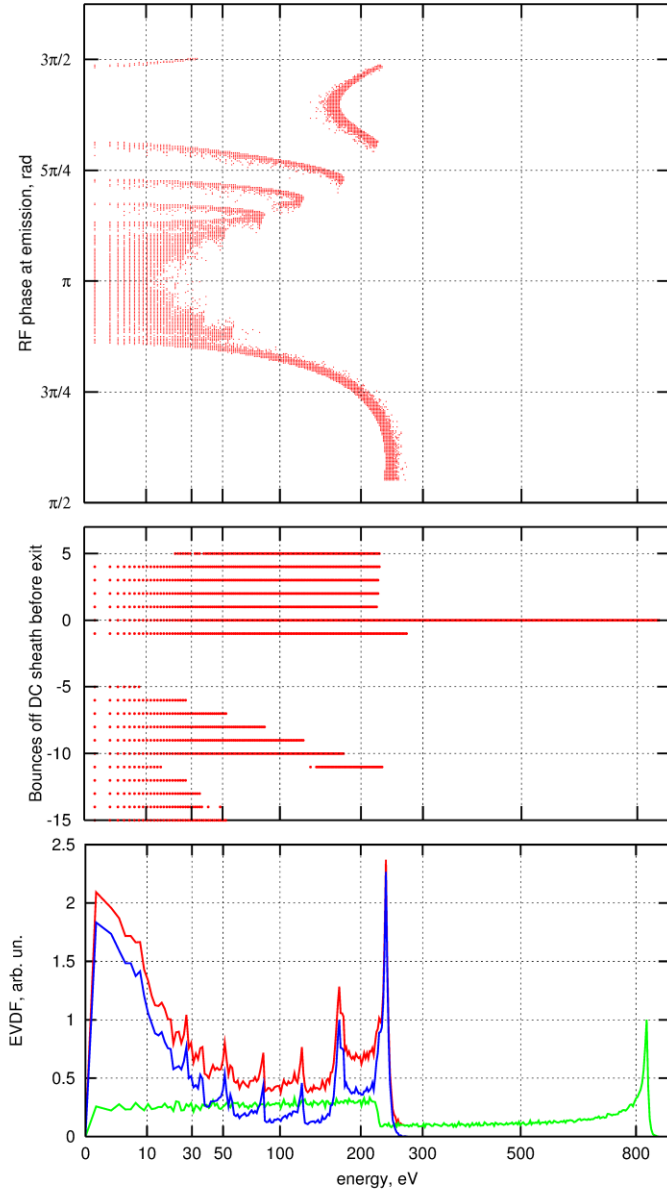 3π/2
5π/4
π
3π/4
π/2
RF phase at emission, rad
5
0
-5
-10
-15
Bounces off DC sheath before exit
2.5
2
1.5
1
0.5
0
EVDF, arb. un.
0 10 30 50 100 200 300 500 800
energy, eV